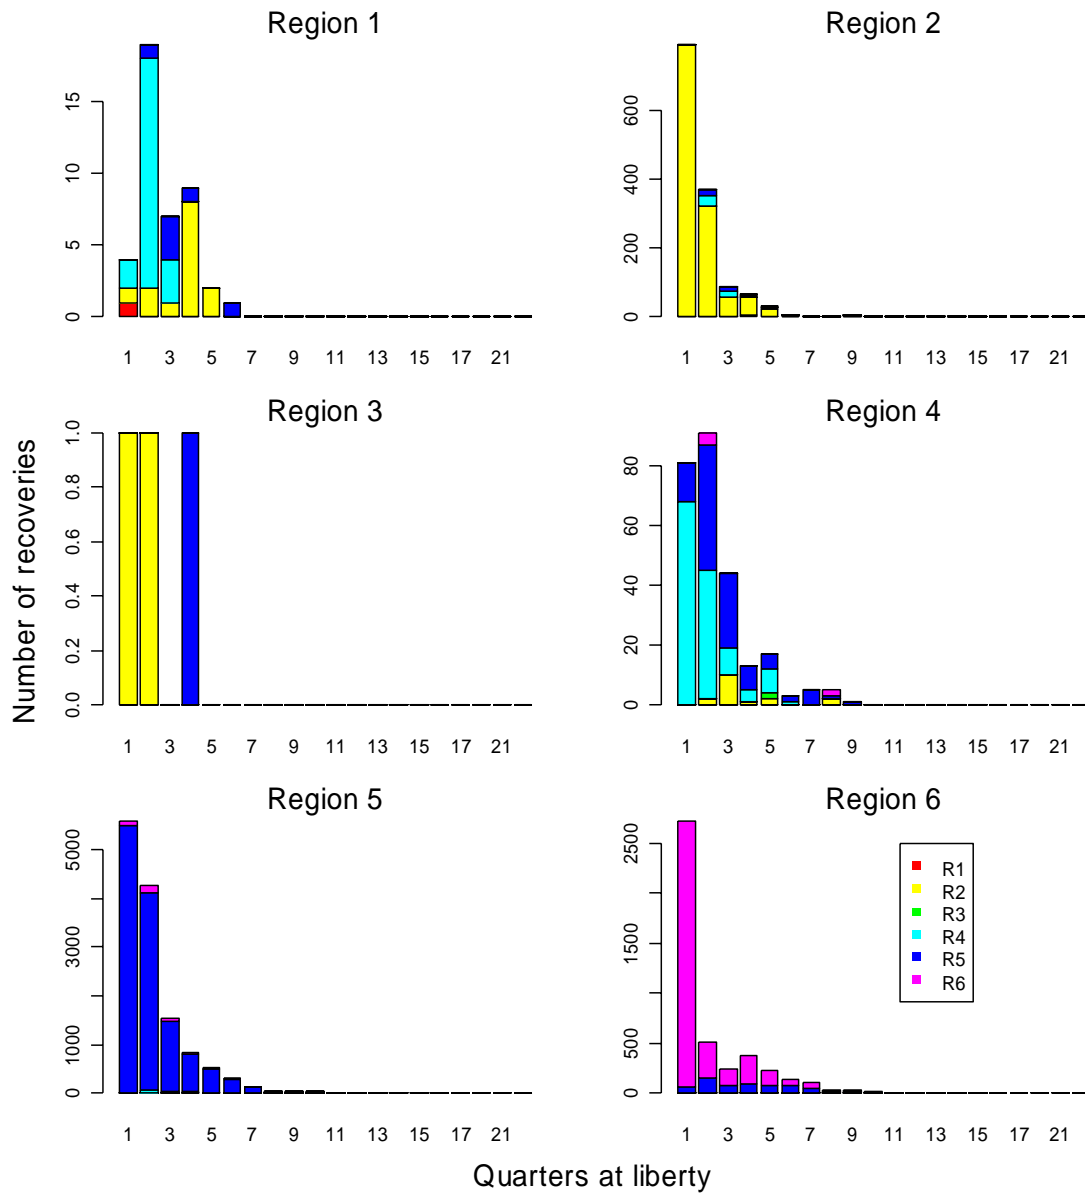 Region 1
15
10
5
0
1 3 5 7 9 11 13 15 17 21
Region 2
600
400
200
0
1 3 5 7 9 11 13 15 17 21
Number of recoveries
Region 3
1.
0.8
0.6
0.4
0.2
0.
1 3 5 7 9 11 13 15 17 21
Region 4
80
60
40
20
0
1 3 5 7 9 11 13 15 17 21
Region 5
5000
3000
1000
0
1 3 5 7 9 11 13 15 17 21
Region 6
2500
1500
500
0
R1
R2
R3
R4
R5
R6
1 3 5 7 9 11 13 15 17 21
Quarters at liberty